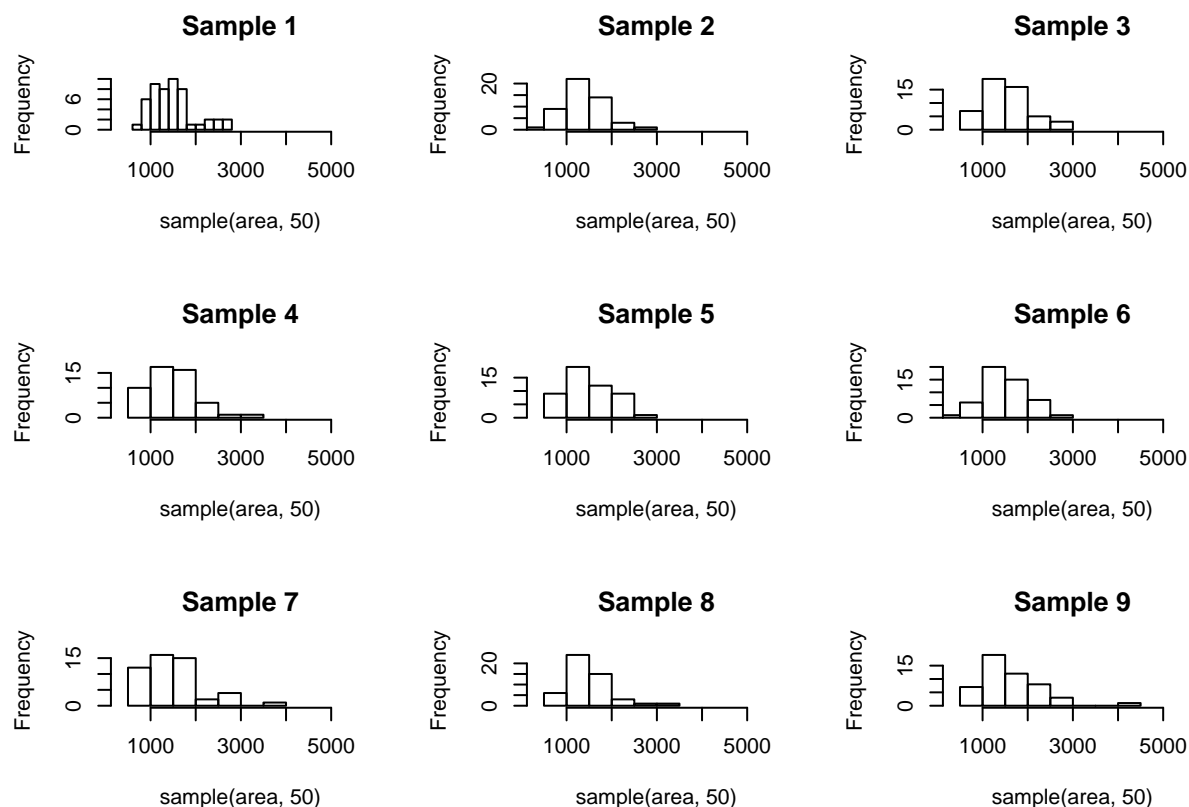 Sample 1
Frequency
0 6
1000 3000 5000
sample(area, 50)
Sample 2
Frequency
0 20
1000 3000 5000
sample(area, 50)
Sample 3
Frequency
0 15
1000 3000 5000
sample(area, 50)
Sample 4
Frequency
0 15
1000 3000 5000
sample(area, 50)
Sample 5
Frequency
0 15
1000 3000 5000
sample(area, 50)
Sample 6
Frequency
0 15
1000 3000 5000
sample(area, 50)
Sample 7
Frequency
0 15
1000 3000 5000
sample(area, 50)
Sample 8
Frequency
0 20
1000 3000 5000
sample(area, 50)
Sample 9
Frequency
0 15
1000 3000 5000
sample(area, 50)